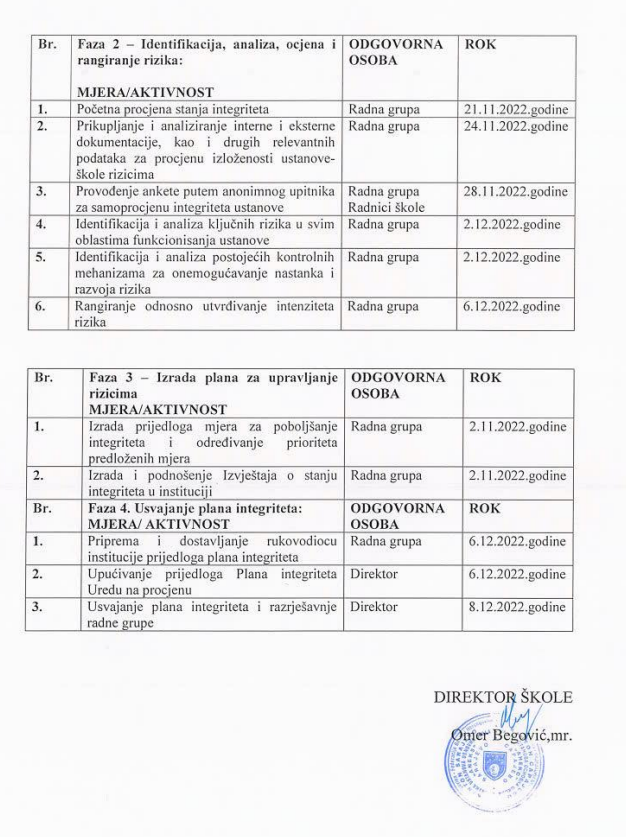 Br. Faza 2 – Identifikacija, analiza, ocjena i ODGOVORNA ROK
rangiranje rizika: OSOBA
MJERA/AKTIVNOST
1. Početna procjena stanja integriteta Radna grupa 21.11.2022.godine
2. Prikupljanje i analiziranje interne i eksterne Radna grupa 24.11.2022.godine
dokumentacije, kao i drugih relevantnih
podataka za procjenu izloženosti ustanove-
škole rizicima
3. Provođenje ankete putem anonimnog upitnika Radna grupa 28.11.2022.godine
za samoprocjenu integriteta ustanove Radnici škole
4. Identifikacija i analiza ključnih rizika u svim Radna grupa 2.12.2022.godine
oblastima funkcionisanja ustanove
5. Identifikacija i analiza postojećih kontrolnih Radna grupa 2.12.2022.godine
mehanizama za onemogućavanje nastanka i
razvoja rizika
6. Rangiranje odnosno utvrđivanje intenziteta Radna grupa 6.12.2022.godine
rizika
Br. Faza 3 – Izrada plana za upravljanje ODGOVORNA ROK
rizicima OSOBA
MJERA/AKTIVNOST
1. Izrada prijedloga mjera za poboljšanje Radna grupa 2.11.2022.godine
integriteta i određivanje prioriteta
predloženih mjera
2. Izrada i podnošenje Izvještaja o stanju Radna grupa 2.11.2022.godine
integriteta u instituciji
Br. Faza 4. Usvajanje plana integriteta: ODGOVORNA ROK
MJERA/ AKTIVNOST OSOBA
1. Priprema i dostavljanje rukovodiocu Radna grupa 6.12.2022.godine
institucije prijedloga plana integriteta
2. Upućivanje prijedloga Plana integriteta Direktor 6.12.2022.godine
Uredu na procjenu
3. Usvajanje plana integriteta i razrješavnje Direktor 8.12.2022.godine
radne grupe
DIREKTOR ŠKOLE
Omer Begović,mr.